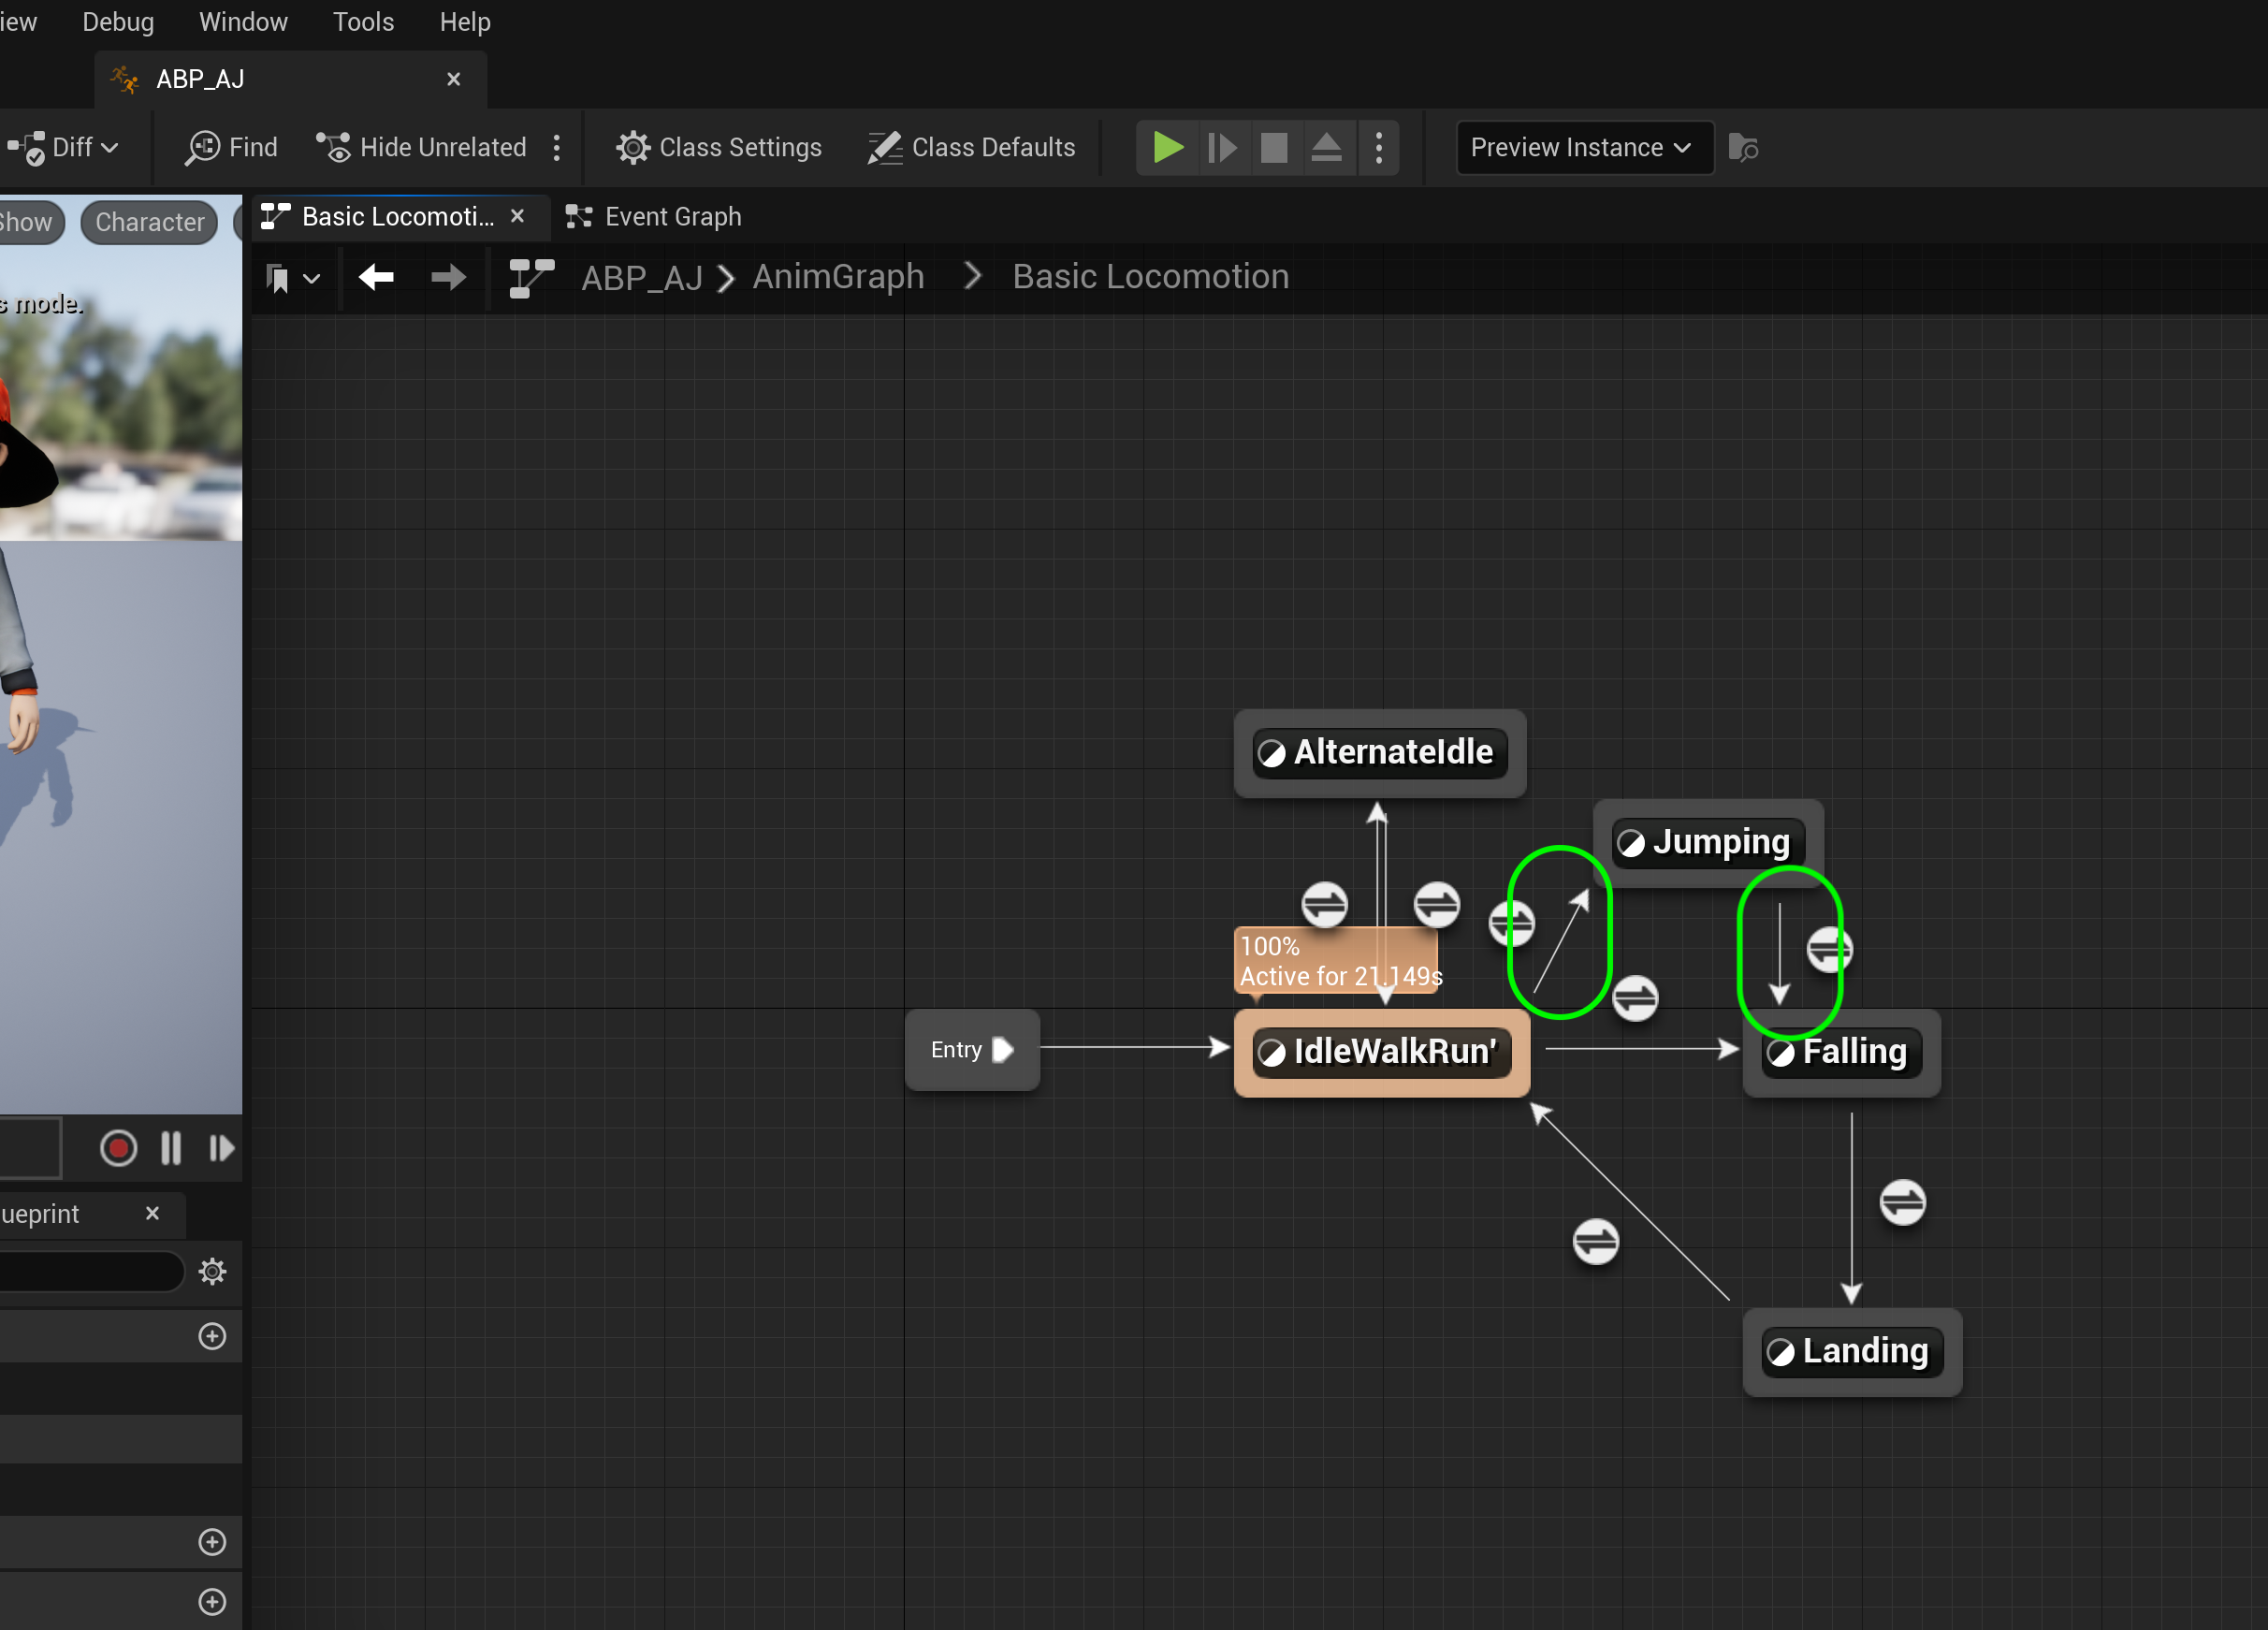 iew Debug Window Tools Help
ABP_AJ
Diff Find Hide Unrelated Class Settings Class Defaults Preview Instance
Show Character Basic Locomoti... Event Graph
ABP_AJ AnimGraph Basic Locomotion
s mode.
AlternateIdle
Jumping
100%
Active for 21.149s
Entry IdleWalkRun' Falling
ueprint
Landing